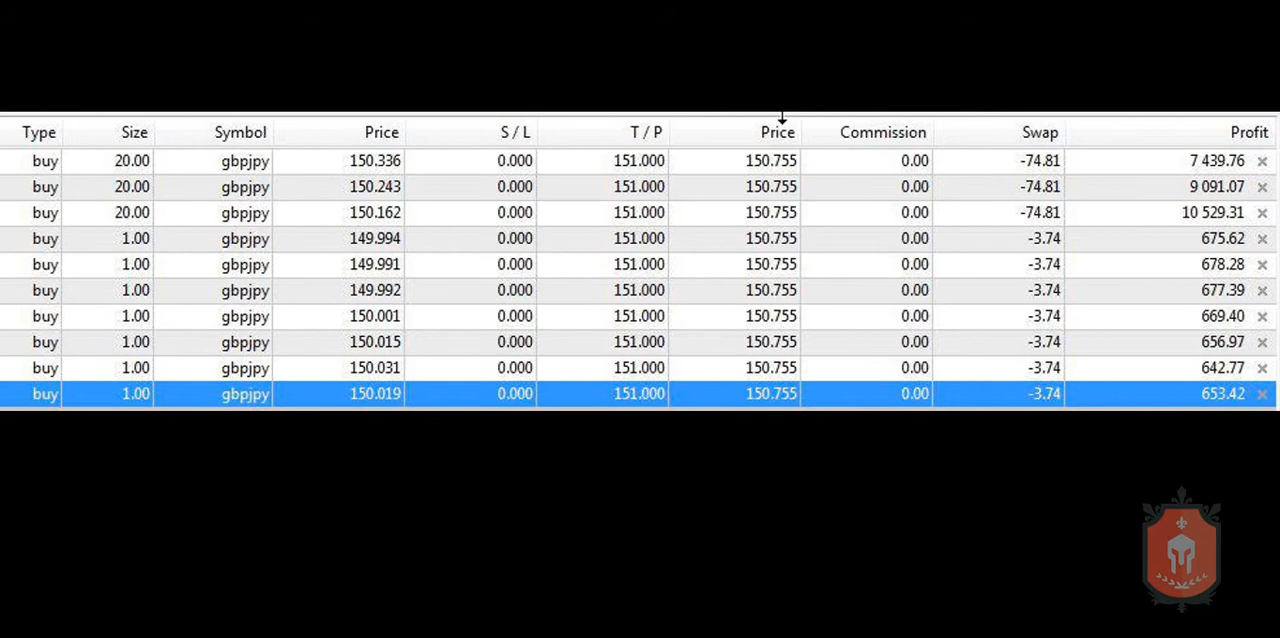 Type Size Symbol Price S / L T / P Price Commission Swap Profit
buy 20.00 gbpjpy 150.336 0.000 151.000 150.755 0.00 -74.81 7 439.76
buy 20.00 gbpjpy 150.243 0.000 151.000 150.755 0.00 -74.81 9 091.07
buy 20.00 gbpjpy 150.162 0.000 151.000 150.755 0.00 -74.81 10 529.31
buy 1.00 gbpjpy 149.994 0.000 151.000 150.755 0.00 -3.74 675.62
buy 1.00 gbpjpy 149.991 0.000 151.000 150.755 0.00 -3.74 678.28
buy 1.00 gbpjpy 149.992 0.000 151.000 150.755 0.00 -3.74 677.39
buy 1.00 gbpjpy 150.001 0.000 151.000 150.755 0.00 -3.74 669.40
buy 1.00 gbpjpy 150.015 0.000 151.000 150.755 0.00 -3.74 656.97
buy 1.00 gbpjpy 150.031 0.000 151.000 150.755 0.00 -3.74 642.77
buy 1.00 gbpjpy 150.019 0.000 151.000 150.755 0.00 -3.74 653.42